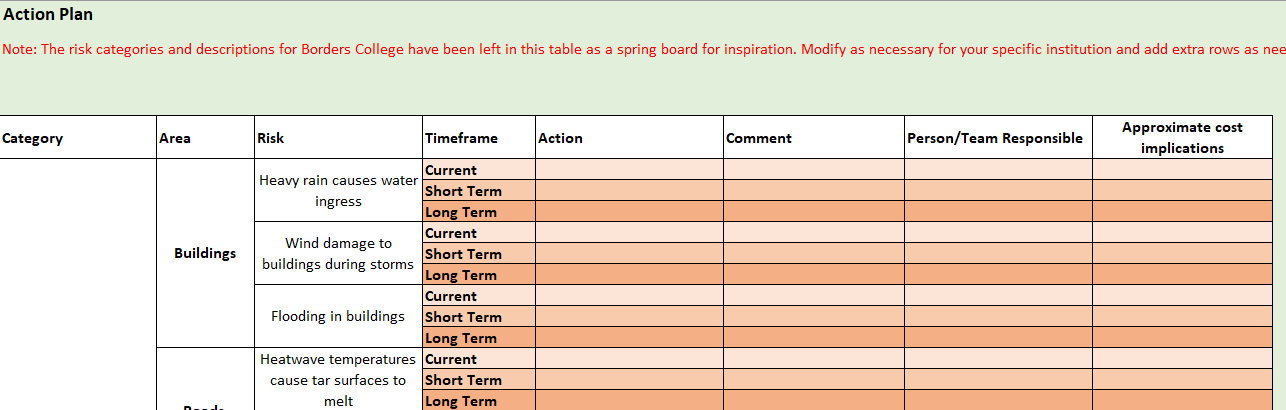 Action Plan
Note: The risk categories and descriptions for Borders College have been left in this table as a spring board for inspiration. Modify as necessary for your specific institution and add extra rows as
Category Area Risk Timeframe Action Comment Person/Team Responsible Approximate cost
implications
Buildings
Heavy rain causes water
ingress
Current
Short Term
Long Term
Wind damage to
buildings during storms
Current
Short Term
Long Term
Flooding in buildings
Current
Short Term
Long Term
Heatwave temperatures
cause tar surfaces to
melt
Current
Short Term
Long Term